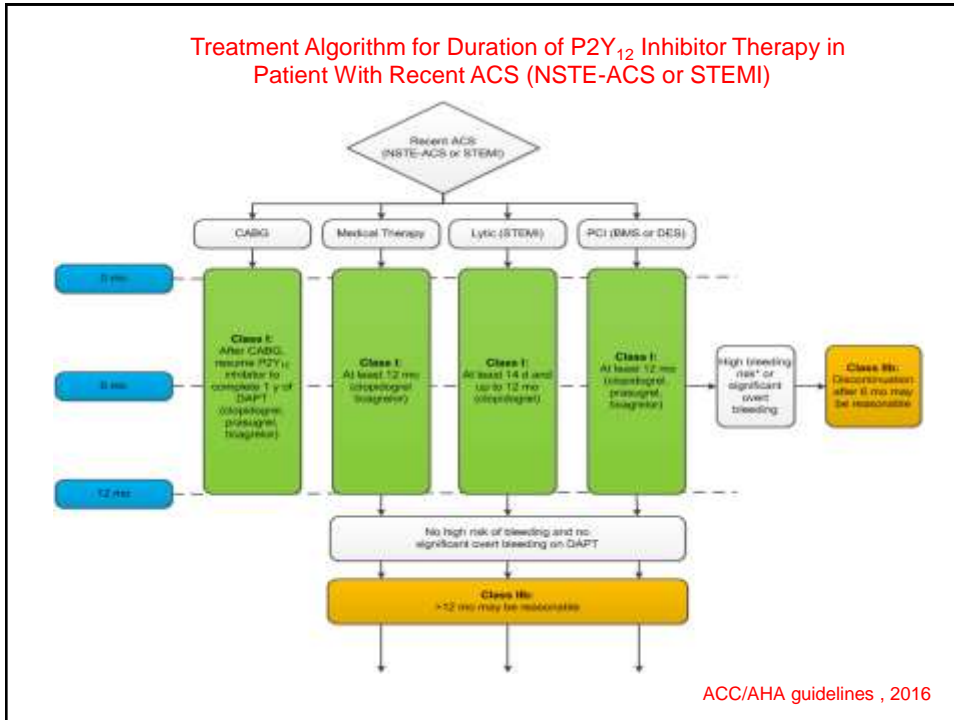 Treatment Algorithm for Duration of P2Y₁₂ Inhibitor Therapy in
Patient With Recent ACS (NSTE-ACS or STEMI)
Recent ACS
(NSTE-ACS or STEMI)
CABG
Medical Therapy
Lytic (STEMI)
PCI (BMS or DES)
0 mo
6 mo
12 mo
Class I:
After CABG,
resume P2Y₁₂
inhibitor to
complete 1 y of
DAPT
(clopidogrel,
prasugrel,
ticagrelor)
Class I:
At least 12 mo
(clopidogrel,
ticagrelor)
Class I:
At least 14 d and
up to 12 mo
(clopidogrel)
Class I:
At least 12 mo
(clopidogrel,
prasugrel,
ticagrelor)
High bleeding
risk* or
significant
overt
bleeding
Class IIb:
Discontinuation
after 6 mo may
be reasonable
No high risk of bleeding and no
significant overt bleeding on DAPT
Class IIb:
>12 mo may be reasonable
ACC/AHA guidelines , 2016